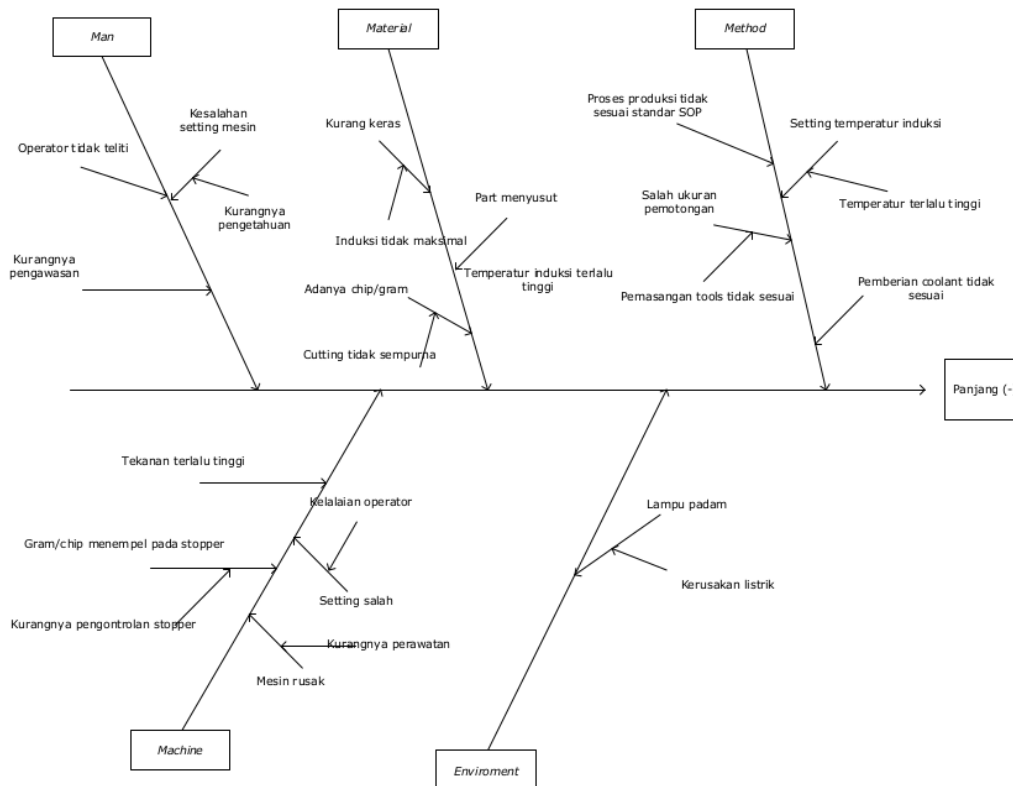 Man
Material
Method
Kesalahan
setting mesin
Operator tidak teliti
Kurangnya
pengetahuan
Kurangnya
pengawasan
Kurang keras
Induksi tidak maksimal
Part menyusut
Temperatur induksi terlalu
tinggi
Adanya chip/gram
Cutting tidak sempurna
Proses produksi tidak
sesuai standar SOP
Setting temperatur induksi
Temperatur terlalu tinggi
Salah ukuran
pemotongan
Pemasangan tools tidak sesuai
Pemberian coolant tidak
sesuai
Panjang (-
Tekanan terlalu tinggi
Kelalaian operator
Gram/chip menempel pada stopper
Setting salah
Kurangnya pengontrolan stopper
Kurangnya perawatan
Mesin rusak
Lampu padam
Kerusakan listrik
Machine
Enviroment